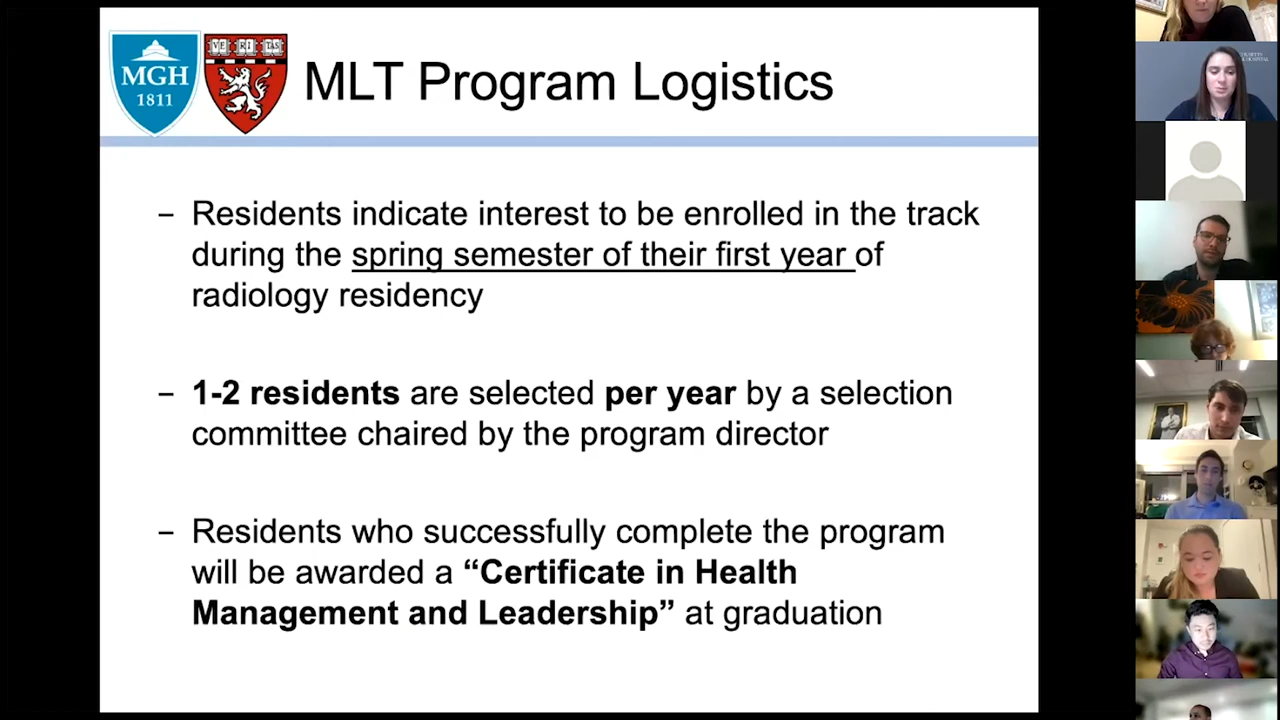 MGH
1811
VE RI TAS
MLT Program Logistics
– Residents indicate interest to be enrolled in the track
during the spring semester of their first year of
radiology residency
– 1-2 residents are selected per year by a selection
committee chaired by the program director
– Residents who successfully complete the program
will be awarded a “Certificate in Health
Management and Leadership” at graduation